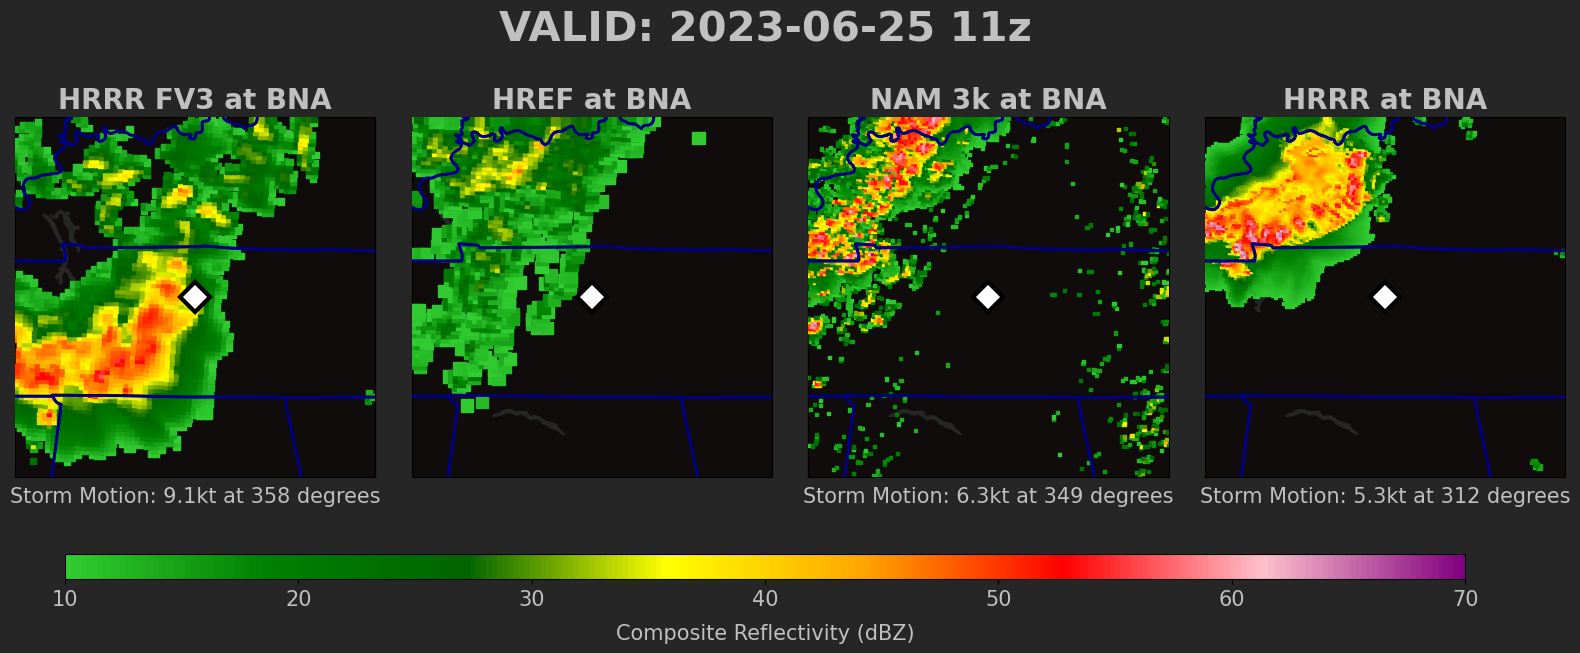 VALID: 2023-06-25 11z
HRRR FV3 at BNA
HREF at BNA
NAM 3k at BNA
HRRR at BNA
Storm Motion: 9.1kt at 358 degrees
Storm Motion: 6.3kt at 349 degrees
Storm Motion: 5.3kt at 312 degrees
10 20 30 40 50 60 70
Composite Reflectivity (dBZ)